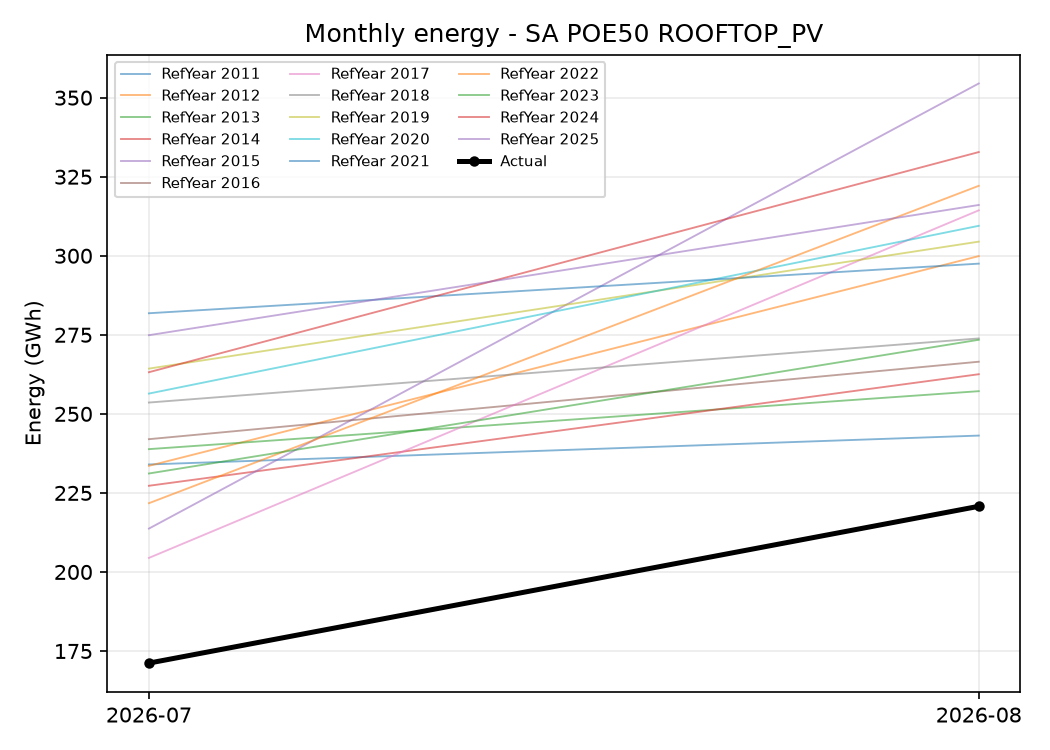 Monthly energy - SA POE50 ROOFTOP_PV
RefYear 2011
RefYear 2012
RefYear 2013
RefYear 2014
RefYear 2015
RefYear 2016
RefYear 2017
RefYear 2018
RefYear 2019
RefYear 2020
RefYear 2021
RefYear 2022
RefYear 2023
RefYear 2024
RefYear 2025
Actual
Energy (GWh)
350
325
300
275
250
225
200
175
2026-07
2026-08